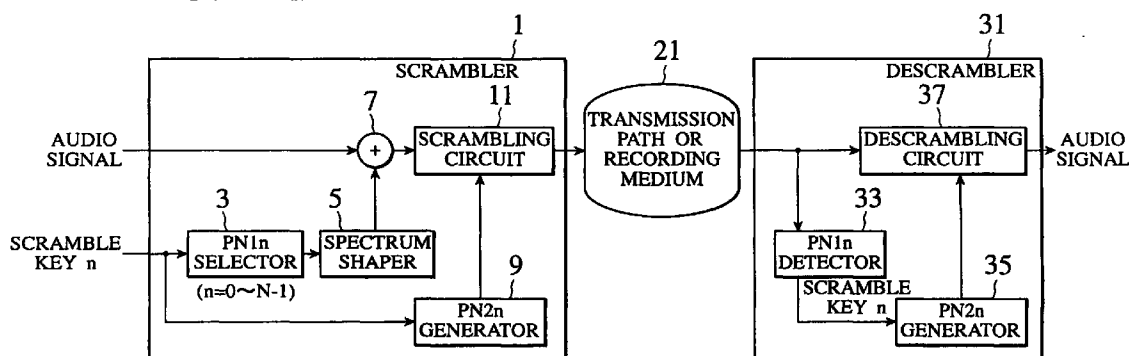 1
SCRAMBLER
7
11
AUDIO
SIGNAL
+
SCRAMBLING
CIRCUIT
SCRAMBLE
KEY n
3
PN1n
SELECTOR
(n=0～N-1)
5
SPECTRUM
SHAPER
9
PN2n
GENERATOR
21
TRANSMISSION
PATH OR
RECORDING
MEDIUM
31
DESCRAMBLER
37
DESCRAMBLING
CIRCUIT
AUDIO
SIGNAL
33
PN1n
DETECTOR
SCRAMBLE
KEY n
35
PN2n
GENERATOR